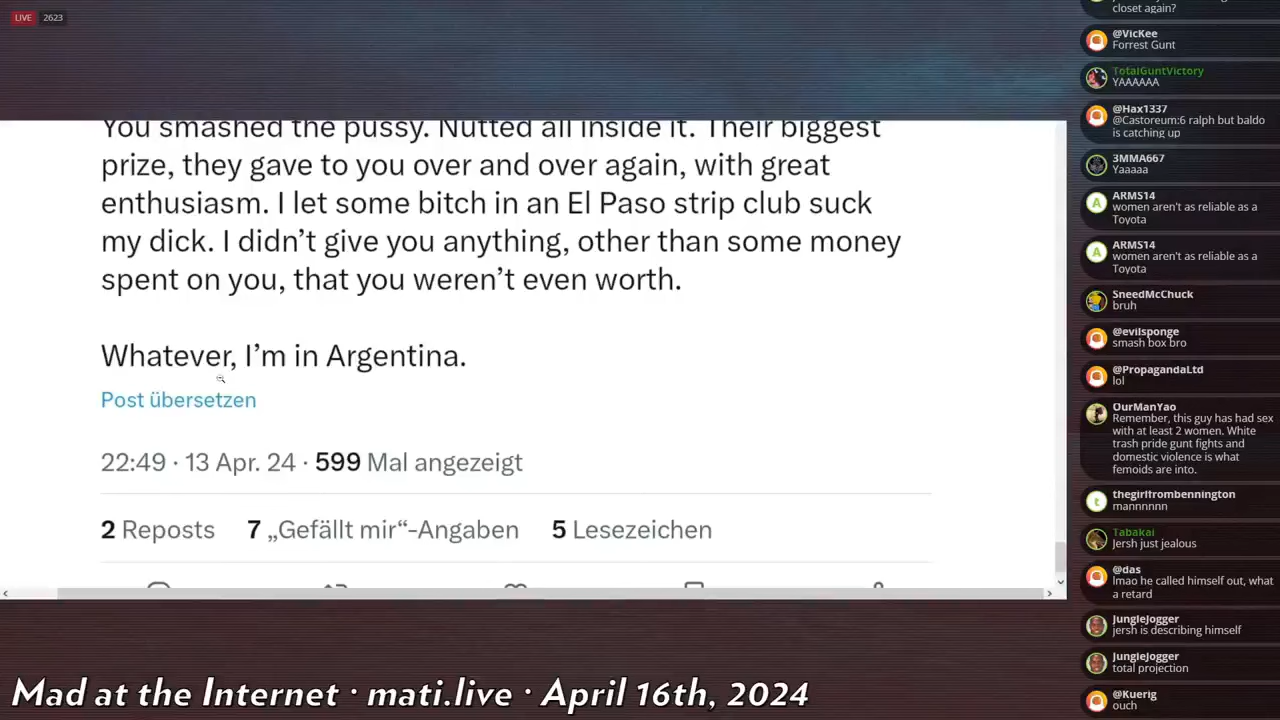 LIVE 2623
You smashed the pussy. Nutted all inside it. Their biggest
prize, they gave to you over and over again, with great
enthusiasm. I let some bitch in an El Paso strip club suck
my dick. I didn’t give you anything, other than some money
spent on you, that you weren’t even worth.
Whatever, I’m in Argentina.
Post übersetzen
22:49 · 13 Apr. 24 · 599 Mal angezeigt
2 Reposts 7 „Gefällt mir“-Angaben 5 Lesezeichen
closet again?
@VicKee
Forrest Gunt
TotalGuntVictory
YAAAAAA
@Hax1337
@Castoreum:6 ralph but baldo
is catching up
3MMA667
Yaaaaa
ARMS14
women aren't as reliable as a
Toyota
ARMS14
women aren't as reliable as a
Toyota
SneedMcChuck
bruh
@evilsponge
smash box bro
@PropagandaLtd
lol
OurManYao
Remember, this guy has had sex
with at least 2 women. White
trash pride gunt fights and
domestic violence is what
femoids are into.
thegirlfrombennington
mannnnnn
Tabakai
Jersh just jealous
@das
lmao he called himself out, what
a retard
JungleJogger
jersh is describing himself
JungleJogger
total projection
@Kuerig
ouch
Mad at the Internet · mati.live · April 16th, 2024